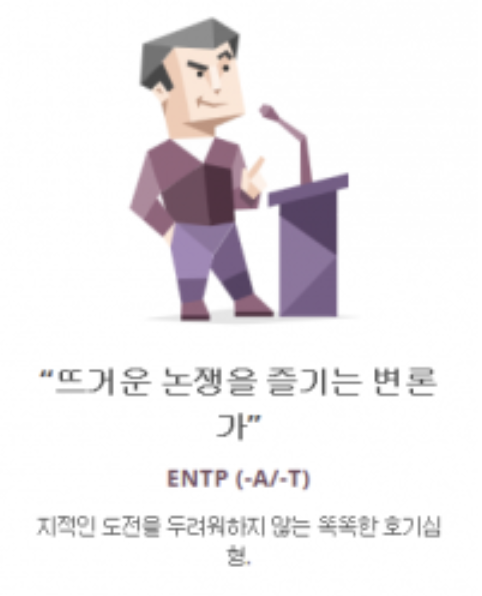 “뜨거운 논쟁을 즐기는 변론
가”
ENTP (-A/-T)
지적인 도전을 두려워하지 않는 똑똑한 호기심
형.